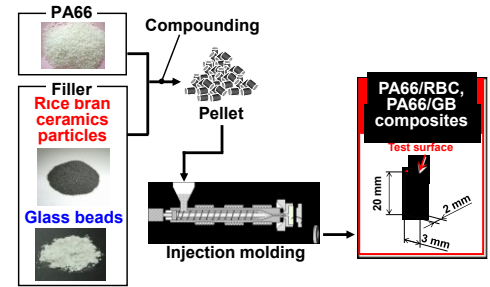 PA66
Compounding
Filler
Rice bran
ceramics
particles
Glass beads
Pellet
Injection molding
PA66/RBC,
PA66/GB
composites
Test surface
20 mm
2 mm
3 mm